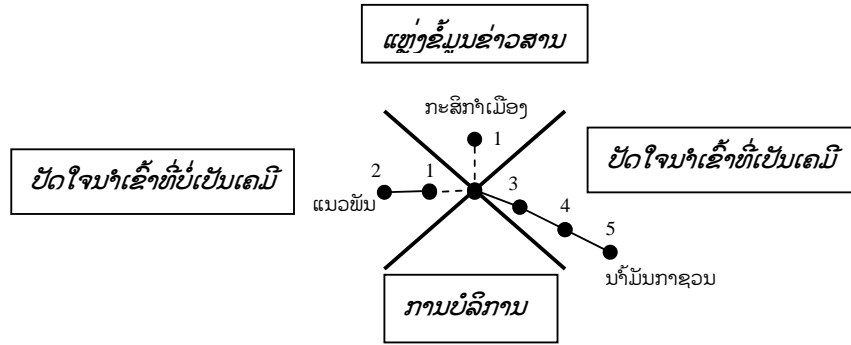 ແຫຼ່ງຂໍ້ມູນຂ່າວສານ
ກະສິກຳເມືອງ
1
ປັດໃຈນຳເຂົ້າທີ່ບໍ່ເປັນເຄມີ
2 1
ແນວພັນ
3
4
5
ປັດໃຈນຳເຂົ້າທີ່ເປັນເຄມີ
ນ້ຳມັນກາຊວນ
ການບໍລິການ